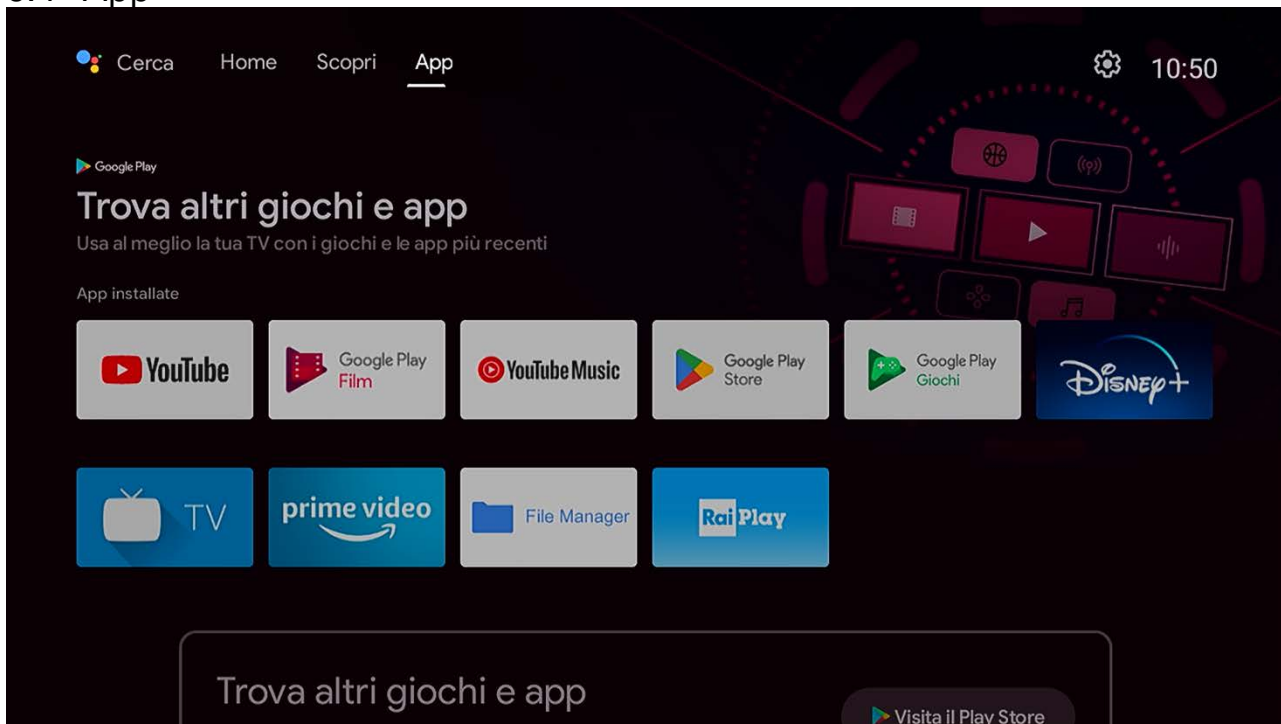 Cerca Home Scopri App 10:50
Google Play
Trova altri giochi e app
Usa al meglio la tua TV con i giochi e le app più recenti
App installate
YouTube Google Play Film YouTube Music Google Play Store Google Play Giochi Disney+
TV prime video File Manager Rai Play
Trova altri giochi e app
Visita il Play Store